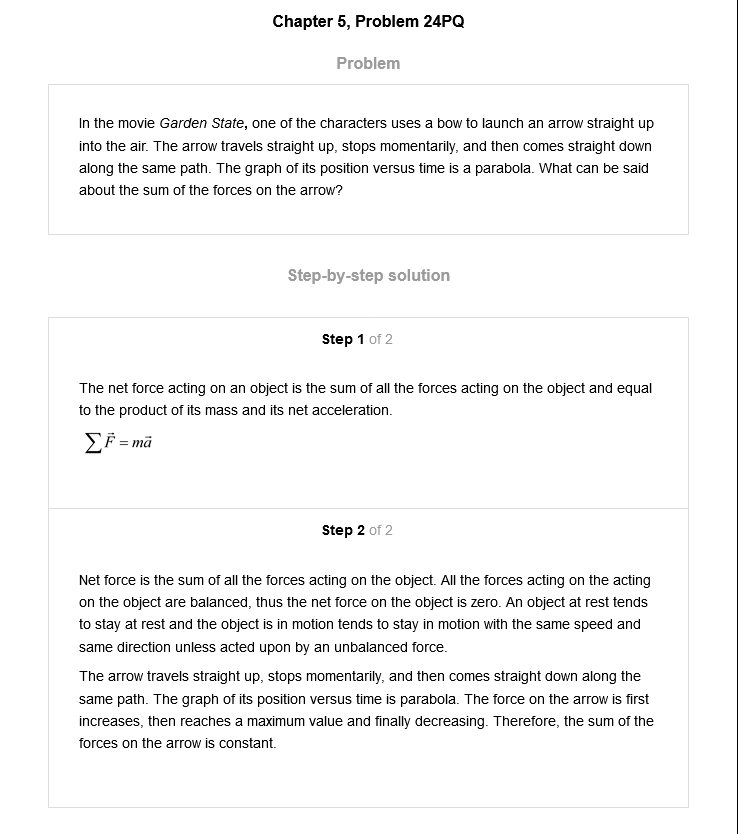 Chapter 5, Problem 24PQ
Problem
In the movie Garden State, one of the characters uses a bow to launch an arrow straight up
into the air. The arrow travels straight up, stops momentarily, and then comes straight down
along the same path. The graph of its position versus time is a parabola. What can be said
about the sum of the forces on the arrow?
Step-by-step solution
Step 1 of 2
The net force acting on an object is the sum of all the forces acting on the object and equal
to the product of its mass and its net acceleration.
∑F⃗ = ma⃗
Step 2 of 2
Net force is the sum of all the forces acting on the object. All the forces acting on the acting
on the object are balanced, thus the net force on the object is zero. An object at rest tends
to stay at rest and the object is in motion tends to stay in motion with the same speed and
same direction unless acted upon by an unbalanced force.
The arrow travels straight up, stops momentarily, and then comes straight down along the
same path. The graph of its position versus time is parabola. The force on the arrow is first
increases, then reaches a maximum value and finally decreasing. Therefore, the sum of the
forces on the arrow is constant.